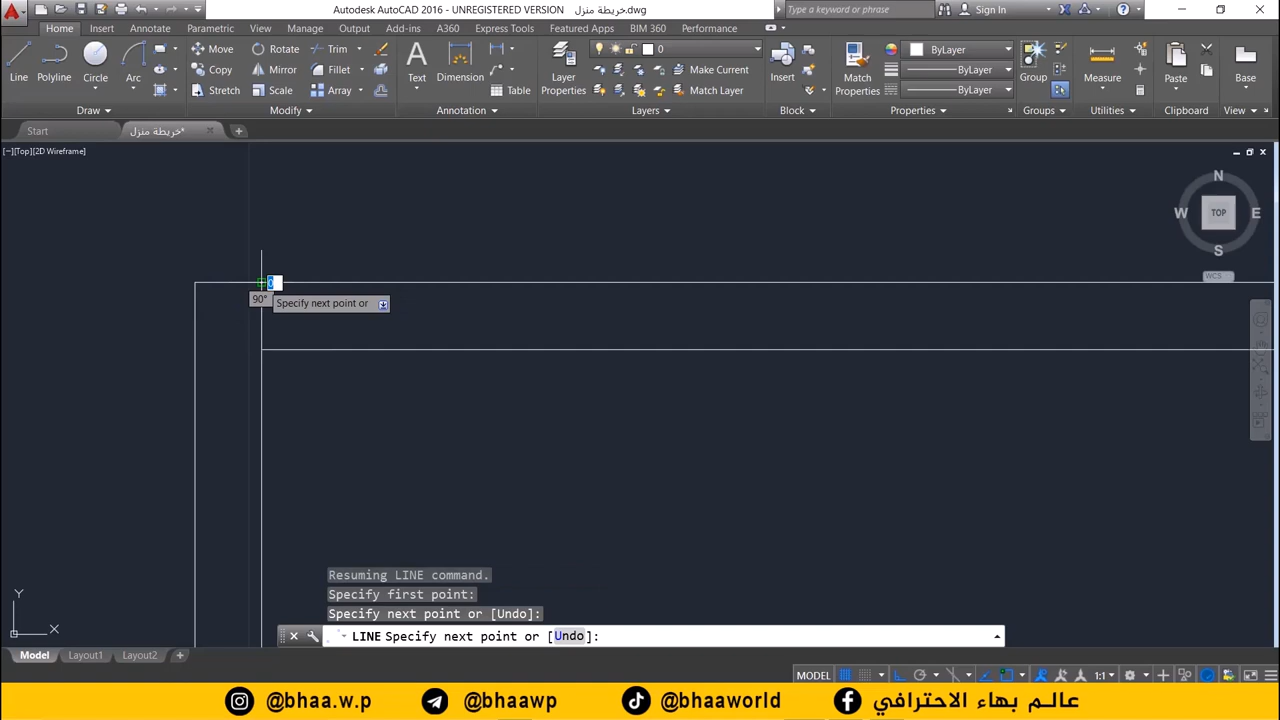 Autodesk AutoCAD 2016 - UNREGISTERED VERSION خريطة منزل.dwg
Type a keyword or phrase
Sign In
Home Insert Annotate Parametric View Manage Output Add-ins A360 Express Tools Featured Apps BIM 360 Performance
Line Polyline Circle Arc
Move Rotate Trim
Copy Mirror Fillet
Stretch Scale Array
Text Dimension Table
Layer Properties
0
Make Current
Match Layer
Insert
Match Properties
ByLayer
ByLayer
ByLayer
Group Measure Paste Base
Draw Modify Annotation Layers Block Properties Groups Utilities Clipboard View
Start خريطة منزل*
[−][Top][2D Wireframe]
N
W TOP E
S
WCS
0
90° Specify next point or
Resuming LINE command.
Specify first point:
Specify next point or [Undo]:
LINE Specify next point or [Undo]:
Y
X
Model Layout1 Layout2
MODEL 1:1
@bhaa.w.p @bhaawp @bhaaworld عالم بهاء الاحترافي